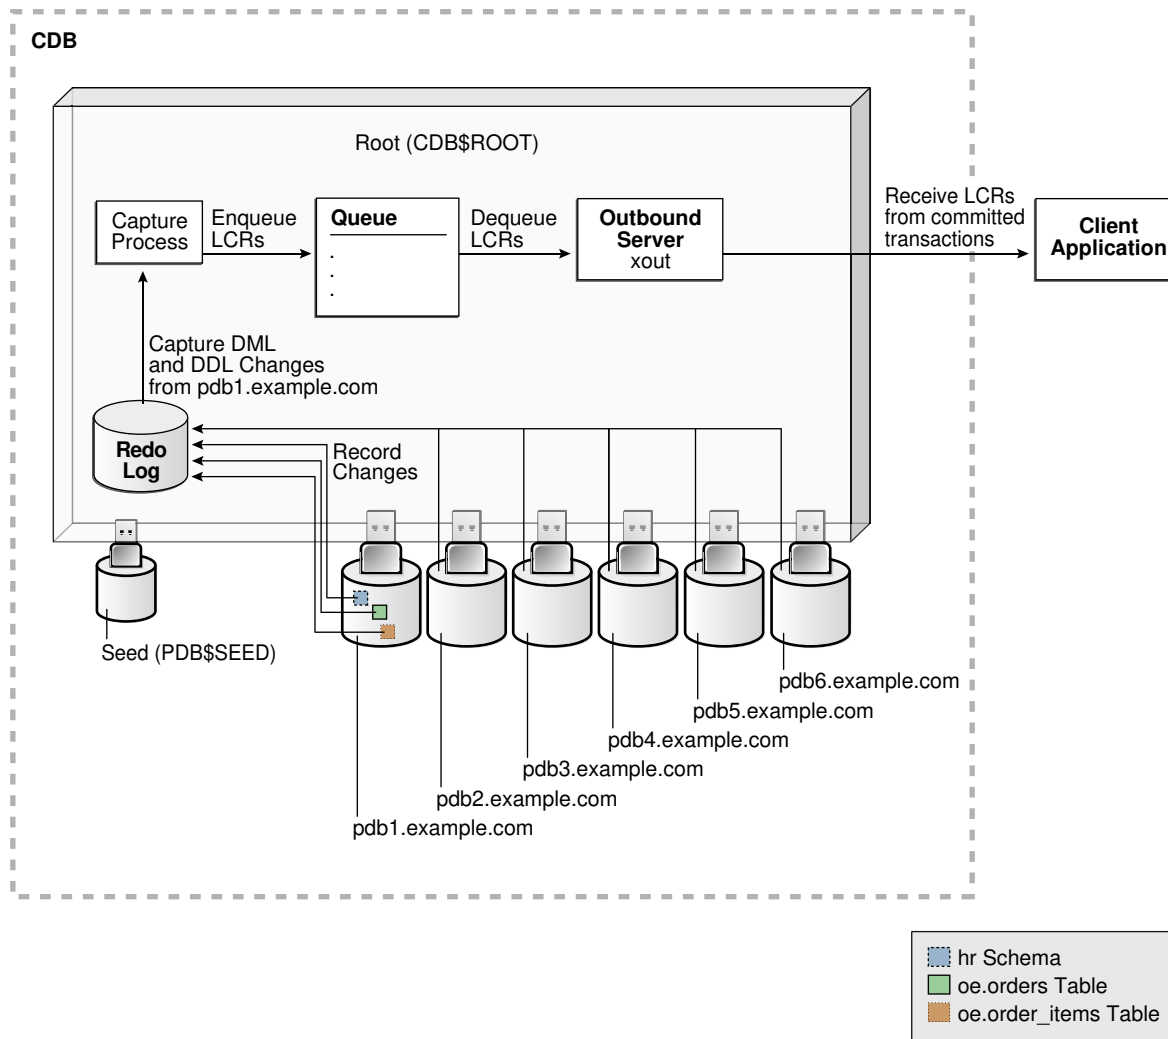 CDB
Root (CDB$ROOT)
Capture
Process
Enqueue
LCRs
Queue
.
.
.
Dequeue
LCRs
Outbound
Server
xout
Receive LCRs
from committed
transactions
Client
Application
Capture DML
and DDL Changes
from pdb1.example.com
Redo
Log
Record
Changes
Seed (PDB$SEED)
pdb6.example.com
pdb5.example.com
pdb4.example.com
pdb3.example.com
pdb2.example.com
pdb1.example.com
hr Schema
oe.orders Table
oe.order_items Table